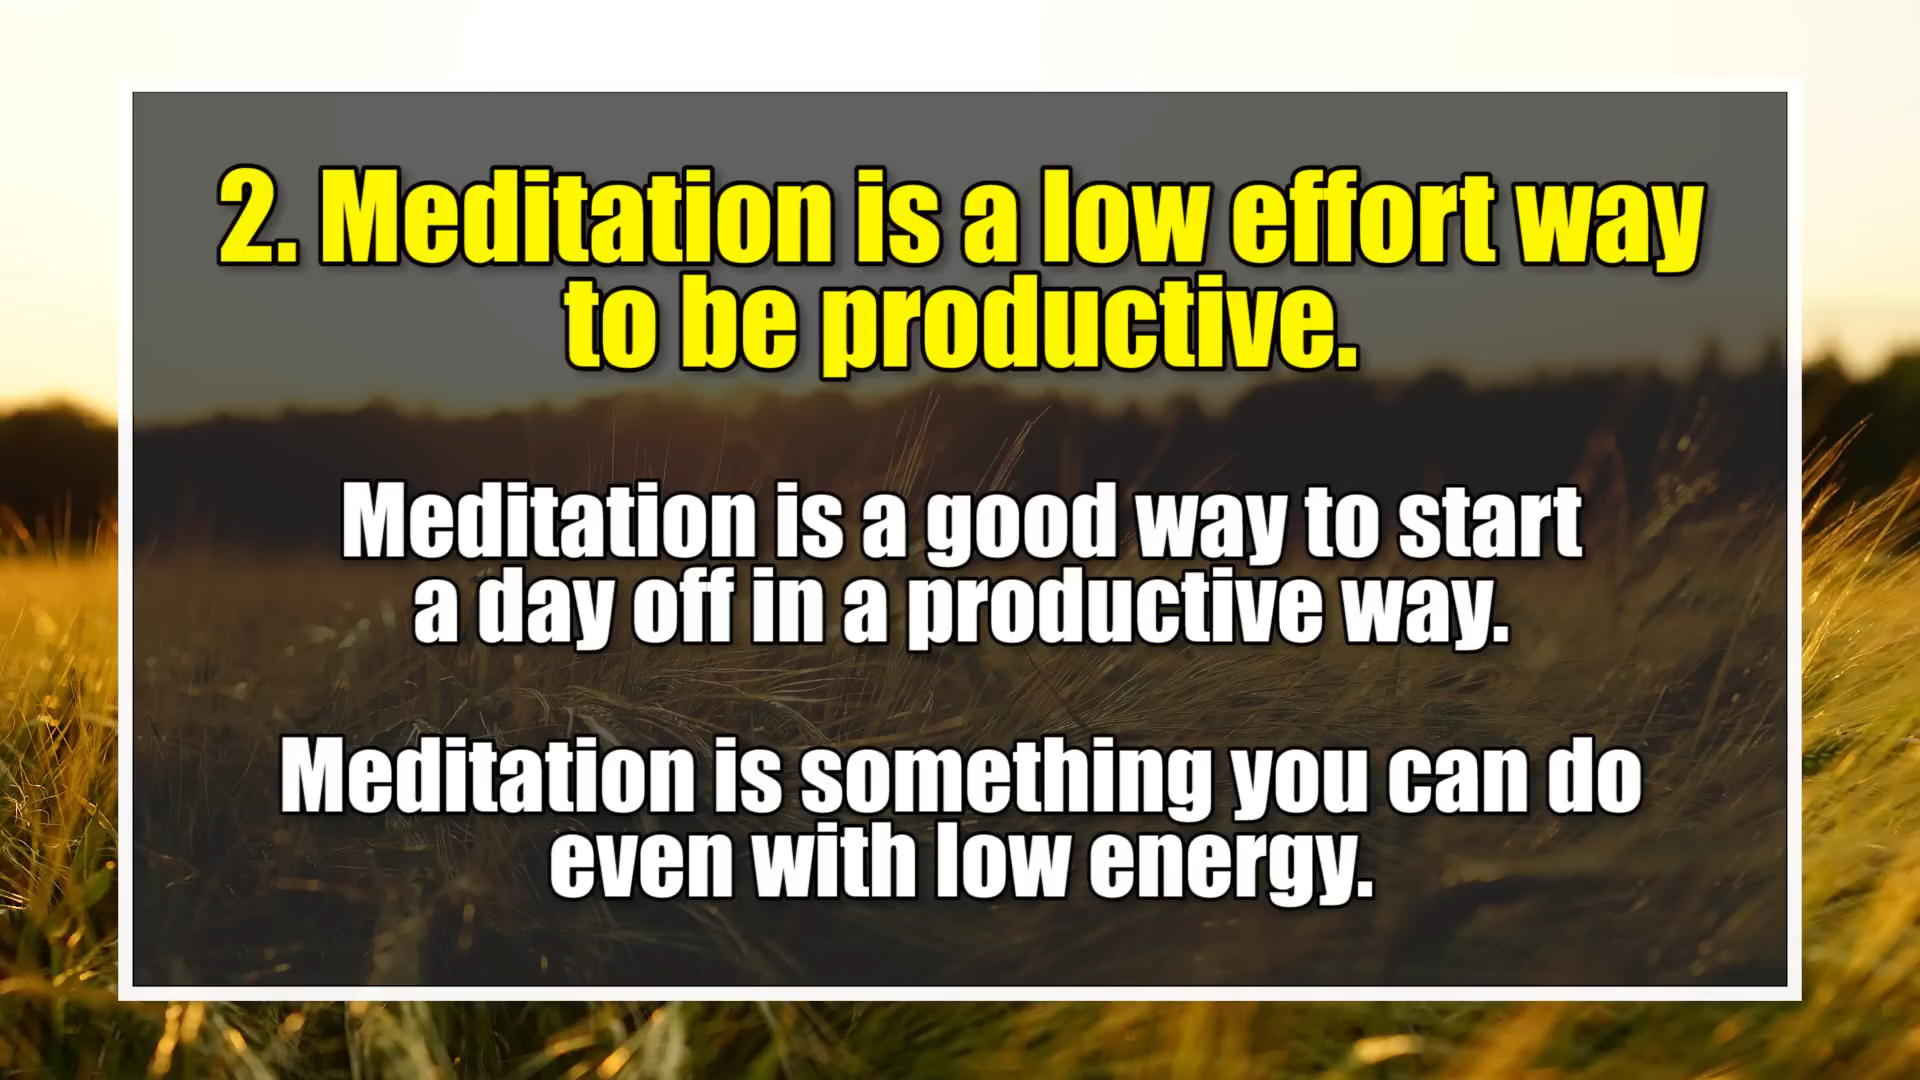 2. Meditation is a low effort way
to be productive.
Meditation is a good way to start
a day off in a productive way.
Meditation is something you can do
even with low energy.